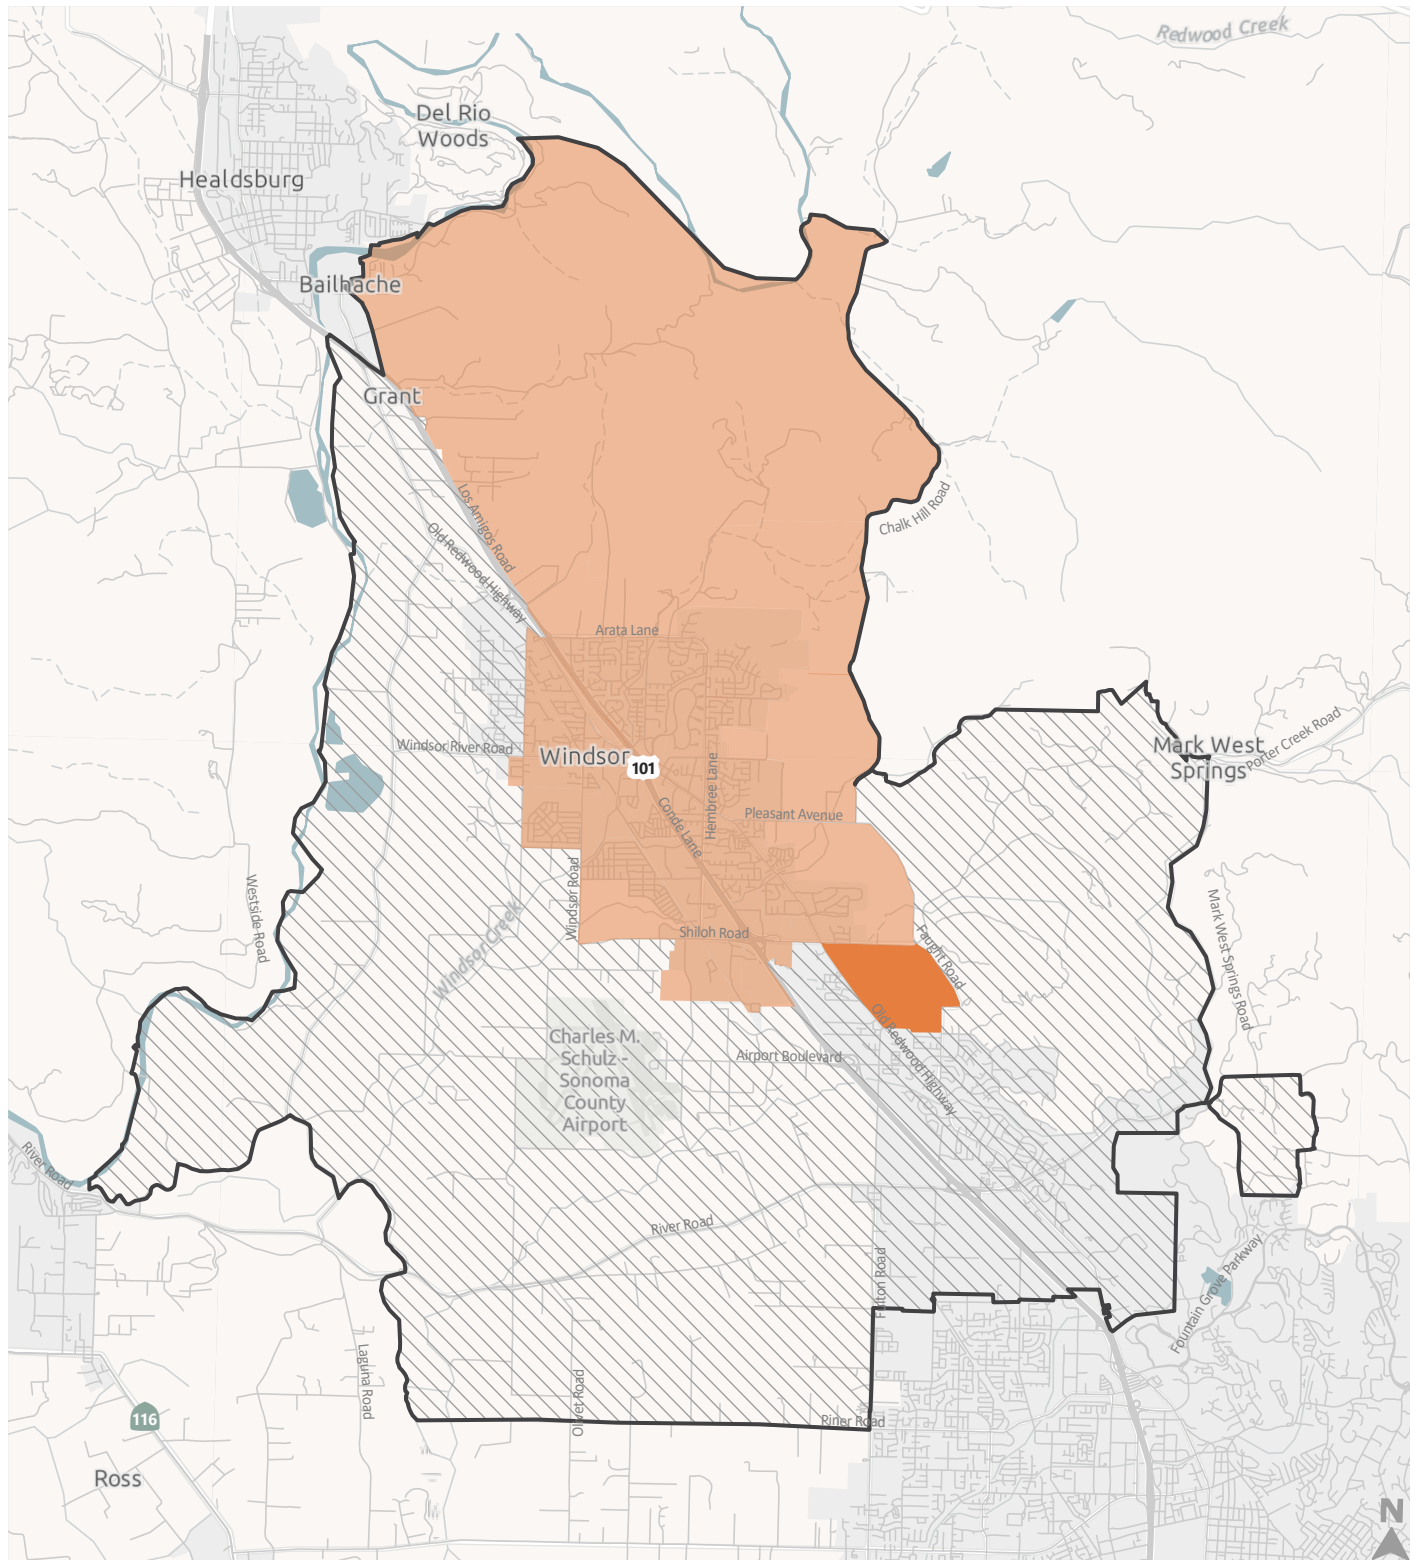 Redwood Creek
Del Rio
Woods
Healdsburg
Bailhache
Grant
Los Amigos Road
Old Redwood Highway
Chalk Hill Road
Arata Lane
Windsor River Road
Windsor
101
Hembree Lane
Conde Lane
Pleasant Avenue
Mark West
Springs
Porter Creek Road
Westside Road
Windsor Creek
Windsor Road
Shiloh Road
Faught Road
Mark West Springs Road
Old Redwood Highway
Charles M.
Schulz -
Sonoma
County
Airport
Airport Boulevard
River Road
River Road
Fulton Road
Fountain Grove Parkway
Laguna Road
Olivet Road
Piner Road
116
Ross
N